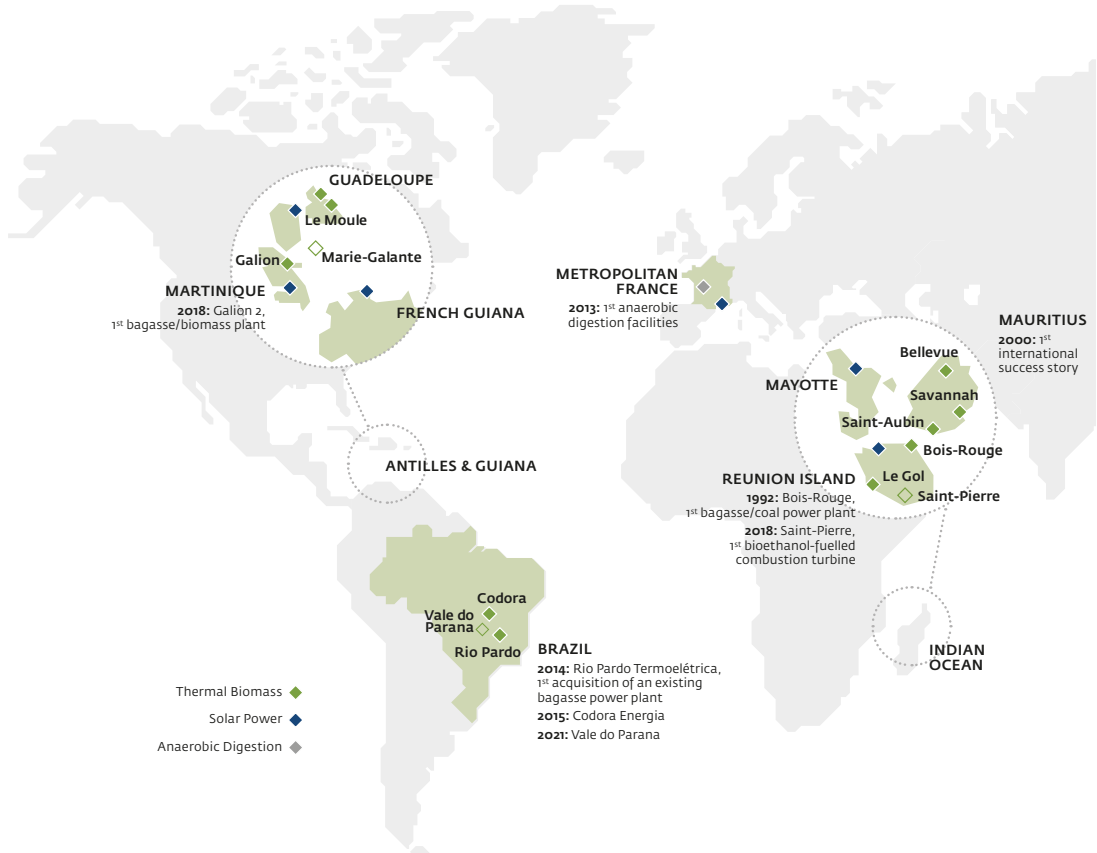 GUADELOUPE
Le Moule
Marie-Galante
Galion
MARTINIQUE
2018: Galion 2,
1st bagasse/biomass plant
FRENCH GUIANA
METROPOLITAN
FRANCE
2013: 1st anaerobic
digestion facilities
MAURITIUS
2000: 1st
international
success story
Bellevue
MAYOTTE
Savannah
Saint-Aubin
Bois-Rouge
REUNION ISLAND
Le Gol
Saint-Pierre
1992: Bois-Rouge,
1st bagasse/coal power plant
2018: Saint-Pierre,
1st bioethanol-fuelled
combustion turbine
ANTILLES & GUIANA
Codora
Vale do
Parana
Rio Pardo
BRAZIL
2014: Rio Pardo Termoelétrica,
1st acquisition of an existing
bagasse power plant
2015: Codora Energia
2021: Vale do Parana
INDIAN
OCEAN
Thermal Biomass
Solar Power
Anaerobic Digestion